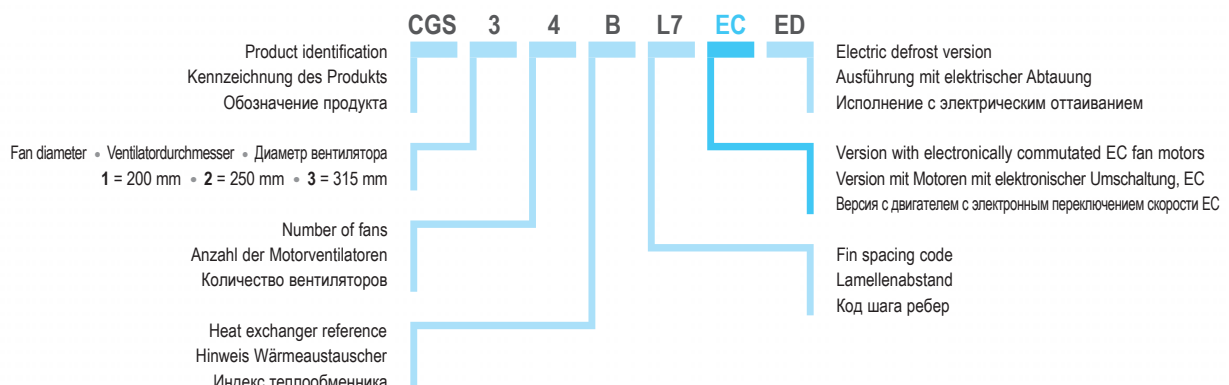 CGS 3 4 B L7 EC ED
Product identification
Kennzeichnung des Produkts
Обозначение продукта
Fan diameter • Ventilatordurchmesser • Диаметр вентилятора
1 = 200 mm • 2 = 250 mm • 3 = 315 mm
Number of fans
Anzahl der Motorventilatoren
Количество вентиляторов
Heat exchanger reference
Hinweis Wärmeaustauscher
Индекс теплообменника
Electric defrost version
Ausführung mit elektrischer Abtauung
Исполнение с электрическим оттаиванием
Version with electronically commutated EC fan motors
Version mit Motoren mit elektronischer Umschaltung, EC
Версия с двигателем с электронным переключением скорости EC
Fin spacing code
Lamellenabstand
Код шага ребер